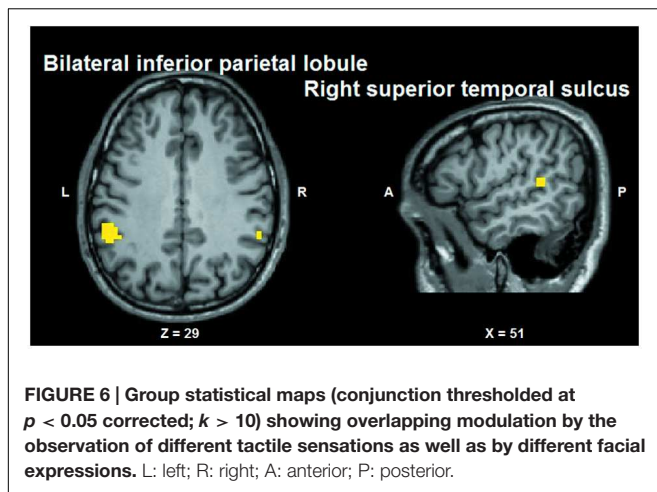 Bilateral inferior parietal lobule
Right superior temporal sulcus
L
R
A
P
Z = 29
X = 51
FIGURE 6 | Group statistical maps (conjunction thresholded at
p < 0.05 corrected; k > 10) showing overlapping modulation by the
observation of different tactile sensations as well as by different facial
expressions. L: left; R: right; A: anterior; P: posterior.